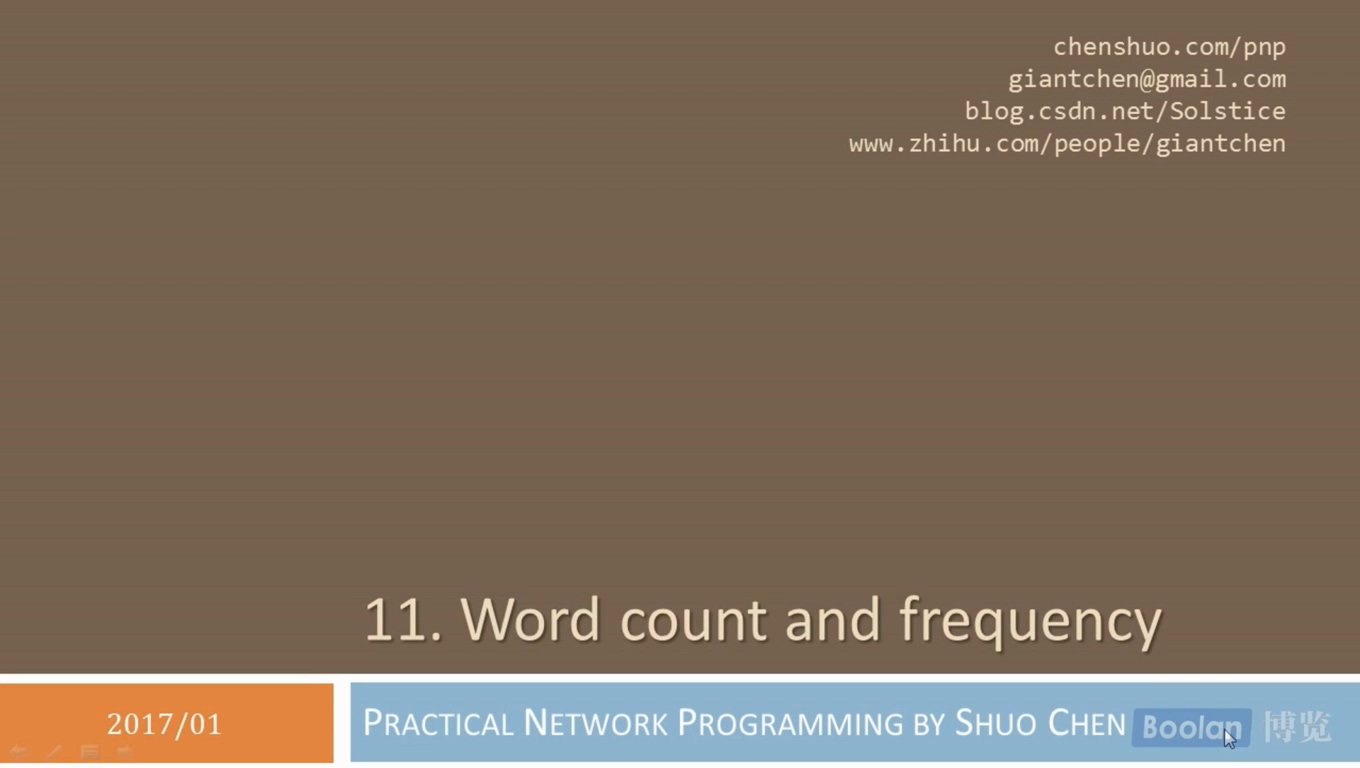 chenshuo.com/pnp
giantchen@gmail.com
blog.csdn.net/Solstice
www.zhihu.com/people/giantchen
11. Word count and frequency
2017/01
PRACTICAL NETWORK PROGRAMMING BY SHUO CHEN
Boolan 博览